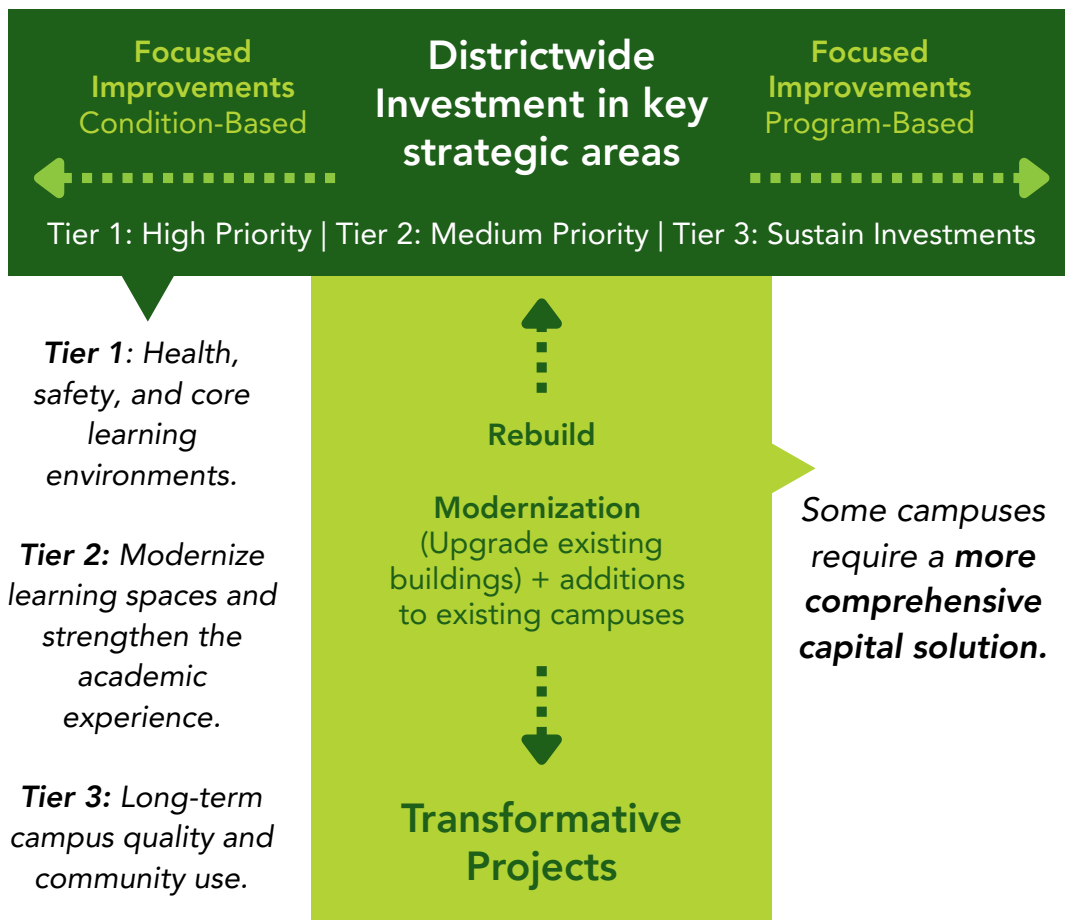 Focused
Improvements
Condition-Based
Districtwide
Investment in key
strategic areas
Focused
Improvements
Program-Based
Tier 1: High Priority | Tier 2: Medium Priority | Tier 3: Sustain Investments
Tier 1: Health,
safety, and core
learning
environments.
Tier 2: Modernize
learning spaces and
strengthen the
academic
experience.
Tier 3: Long-term
campus quality and
community use.
Rebuild
Modernization
(Upgrade existing
buildings) + additions
to existing campuses
Transformative
Projects
Some campuses
require a more
comprehensive
capital solution.